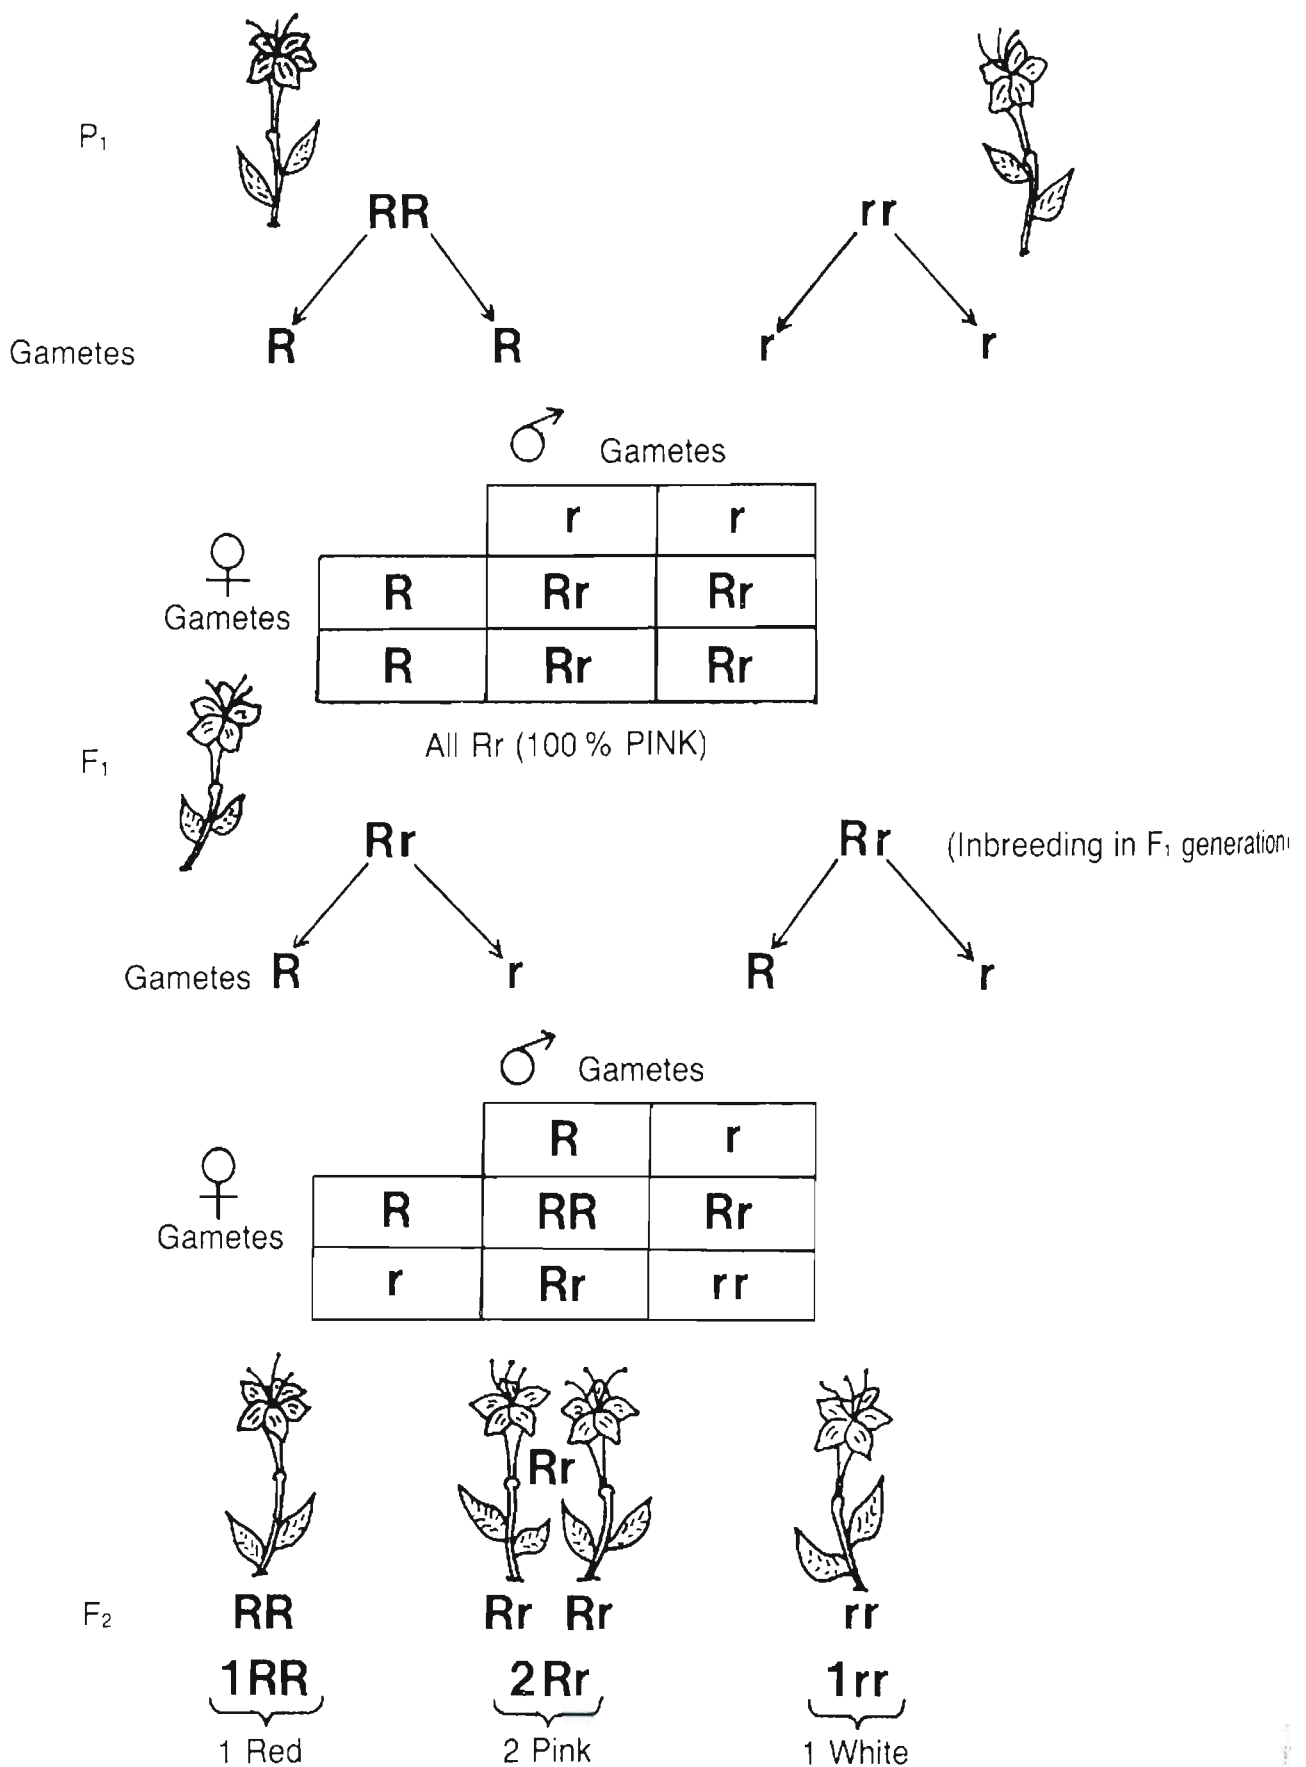 P₁
RR rr
Gametes R R r r
♂ Gametes
r r
♀
Gametes
R Rr Rr
R Rr Rr
All Rr (100 % PINK)
F₁
Rr Rr (Inbreeding in F₁ generation
Gametes R r R r
♂ Gametes
R r
♀
Gametes
R RR Rr
r Rr rr
Rr
F₂ RR Rr Rr rr
1RR 2Rr 1rr
1 Red 2 Pink 1 White